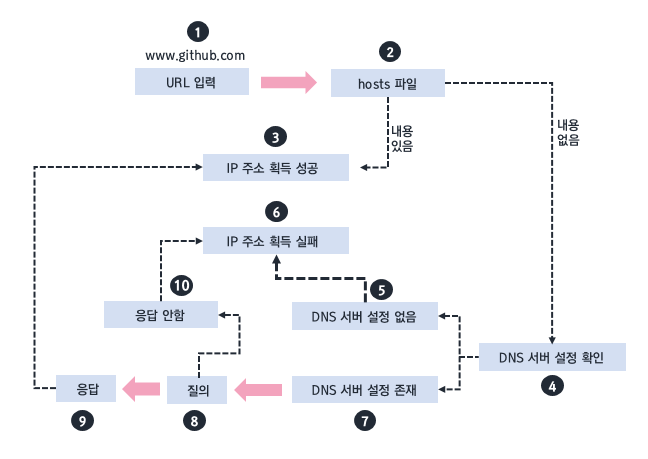 1
www.github.com
URL 입력
2
hosts 파일
내용
있음
내용
없음
3
IP 주소 획득 성공
6
IP 주소 획득 실패
10
응답 안함
5
DNS 서버 설정 없음
DNS 서버 설정 확인
4
응답
9
질의
8
DNS 서버 설정 존재
7